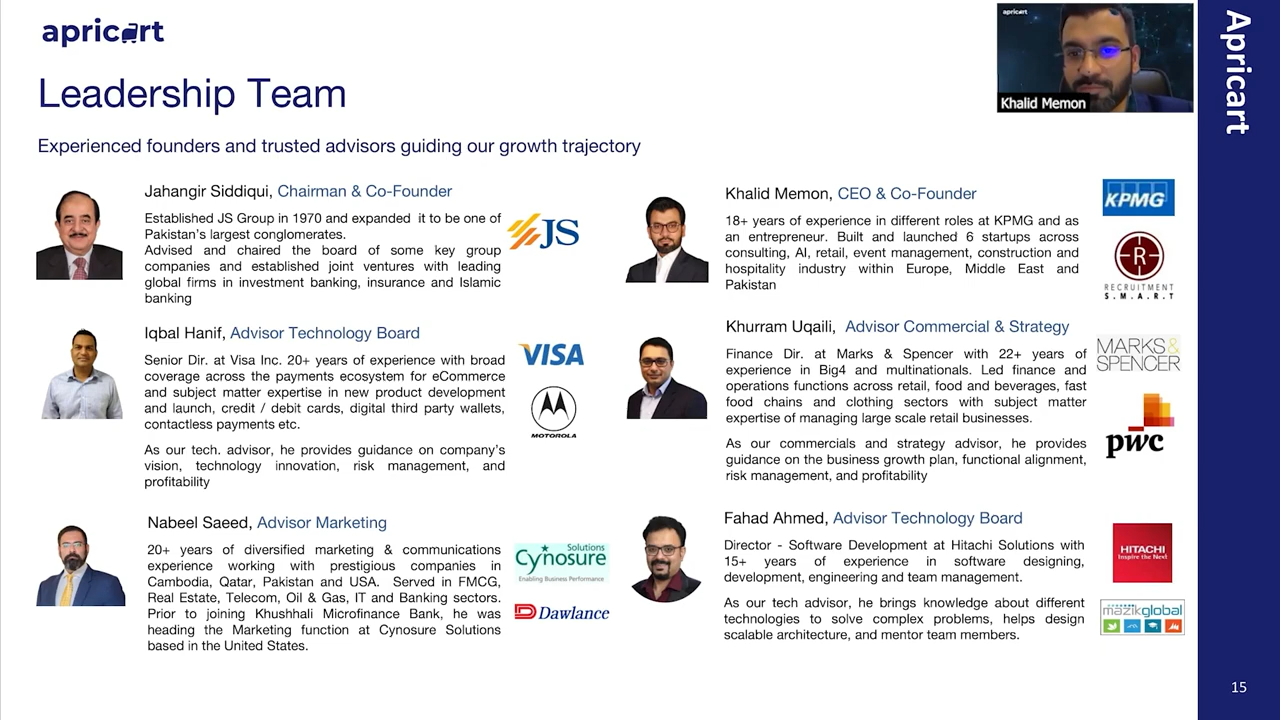 apricart
apricart
Khalid Memon
Apricart
Leadership Team
Experienced founders and trusted advisors guiding our growth trajectory
Jahangir Siddiqui, Chairman & Co-Founder
Established JS Group in 1970 and expanded it to be one of
Pakistan's largest conglomerates.
Advised and chaired the board of some key group
companies and established joint ventures with leading
global firms in investment banking, insurance and Islamic
banking
JS
Khalid Memon, CEO & Co-Founder
18+ years of experience in different roles at KPMG and as
an entrepreneur. Built and launched 6 startups across
consulting, AI, retail, event management, construction and
hospitality industry within Europe, Middle East and
Pakistan
KPMG
R
RECRUITMENT
S.M.A.R.T
Iqbal Hanif, Advisor Technology Board
Senior Dir. at Visa Inc. 20+ years of experience with broad
coverage across the payments ecosystem for eCommerce
and subject matter expertise in new product development
and launch, credit / debit cards, digital third party wallets,
contactless payments etc.
As our tech. advisor, he provides guidance on company's
vision, technology innovation, risk management, and
profitability
VISA
MOTOROLA
Khurram Uqaili, Advisor Commercial & Strategy
Finance Dir. at Marks & Spencer with 22+ years of
experience in Big4 and multinationals. Led finance and
operations functions across retail, food and beverages, fast
food chains and clothing sectors with subject matter
expertise of managing large scale retail businesses.
As our commercials and strategy advisor, he provides
guidance on the business growth plan, functional alignment,
risk management, and profitability
MARKS&
SPENCER
pwc
Nabeel Saeed, Advisor Marketing
20+ years of diversified marketing & communications
experience working with prestigious companies in
Cambodia, Qatar, Pakistan and USA. Served in FMCG,
Real Estate, Telecom, Oil & Gas, IT and Banking sectors.
Prior to joining Khushhali Microfinance Bank, he was
heading the Marketing function at Cynosure Solutions
based in the United States.
Solutions
Cynosure
Enabling Business Performance
Dawlance
Fahad Ahmed, Advisor Technology Board
Director - Software Development at Hitachi Solutions with
15+ years of experience in software designing,
development, engineering and team management.
As our tech advisor, he brings knowledge about different
technologies to solve complex problems, helps design
scalable architecture, and mentor team members.
HITACHI
Inspire the Next
mazikglobal
15